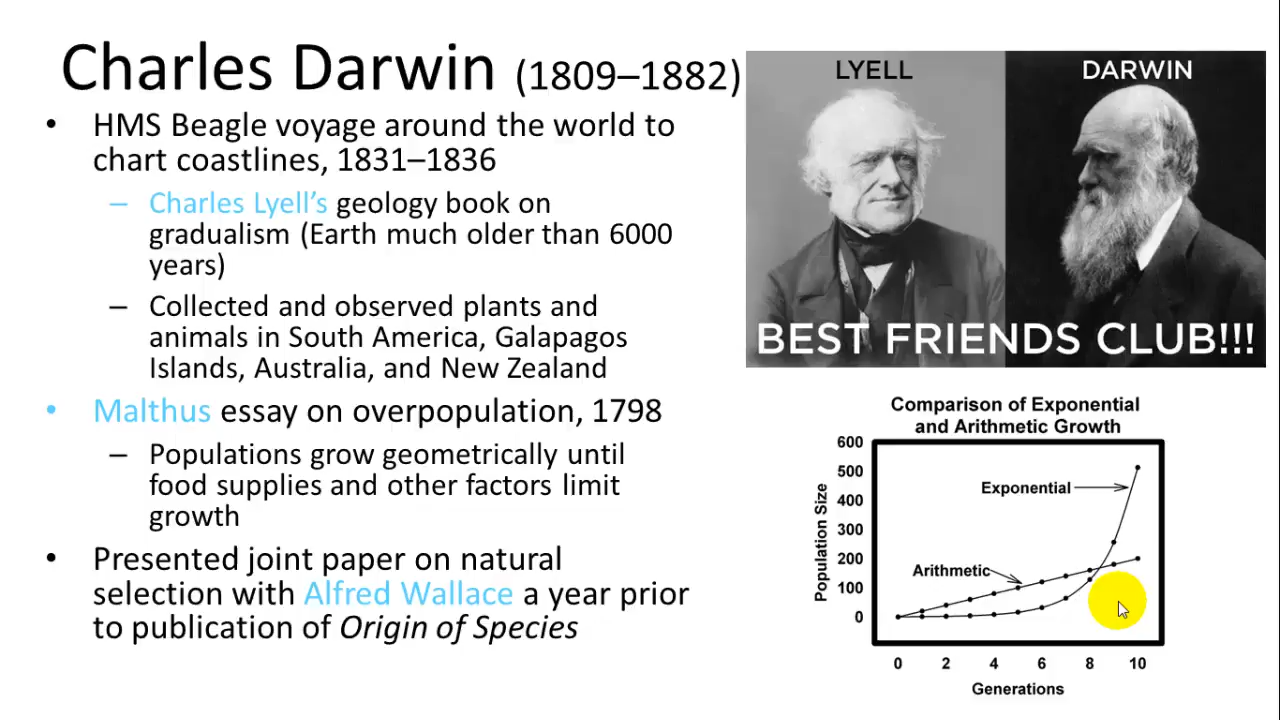 Charles Darwin (1809–1882)
• HMS Beagle voyage around the world to
chart coastlines, 1831–1836
– Charles Lyell’s geology book on
gradualism (Earth much older than 6000
years)
– Collected and observed plants and
animals in South America, Galapagos
Islands, Australia, and New Zealand
• Malthus essay on overpopulation, 1798
– Populations grow geometrically until
food supplies and other factors limit
growth
• Presented joint paper on natural
selection with Alfred Wallace a year prior
to publication of Origin of Species
LYELL
DARWIN
BEST FRIENDS CLUB!!!
Comparison of Exponential
and Arithmetic Growth
Population Size
600
500
400
300
200
100
0
Exponential
Arithmetic
0 2 4 6 8 10
Generations